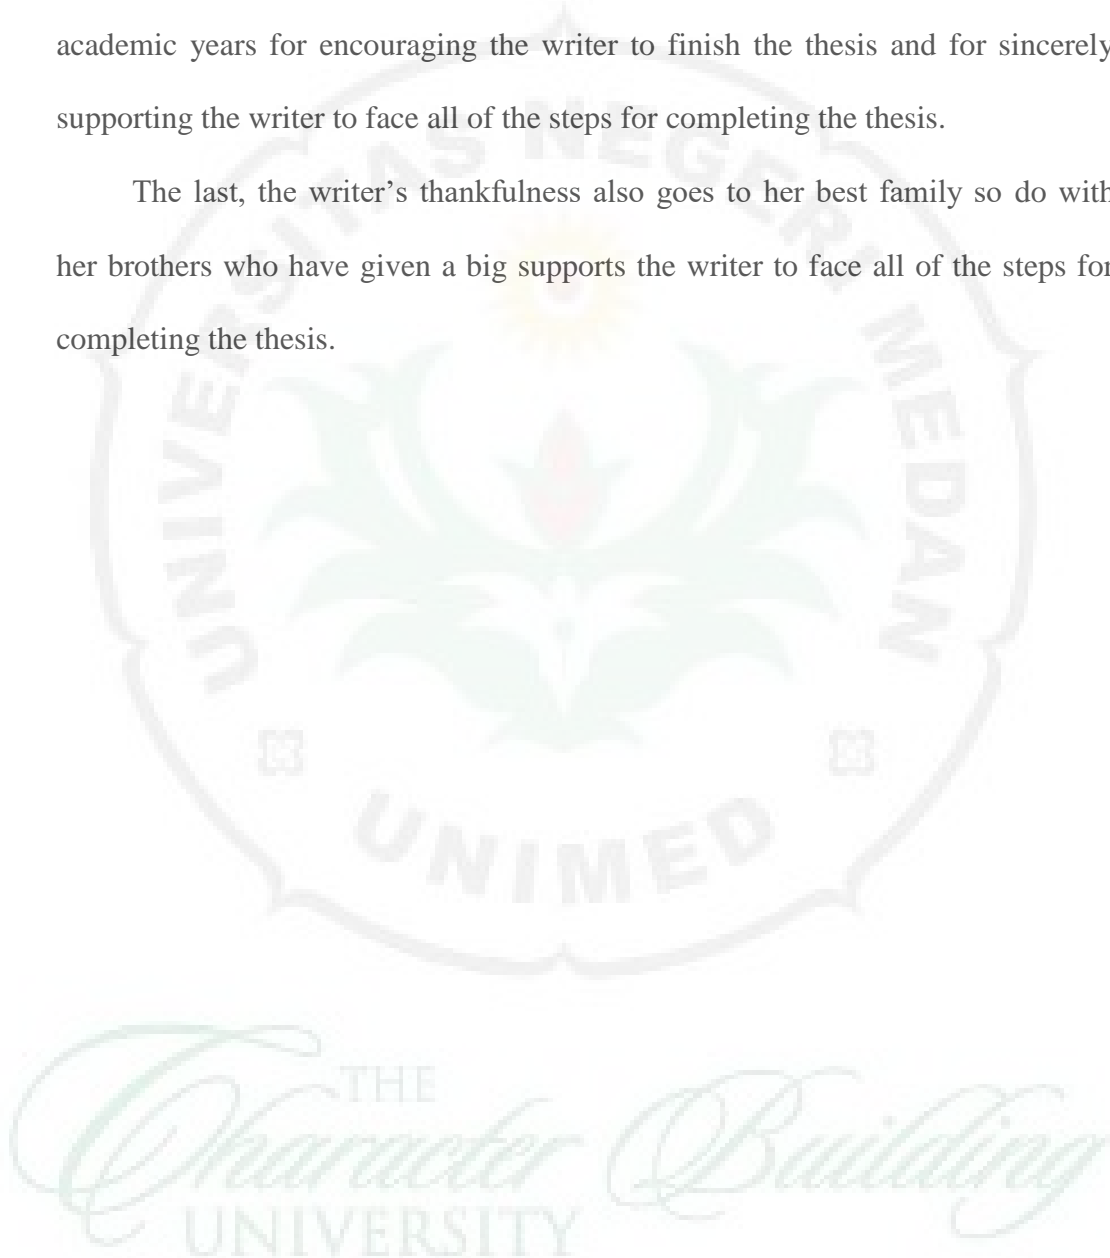 academic years for encouraging the writer to finish the thesis and for sincerely
supporting the writer to face all of the steps for completing the thesis.
The last, the writer's thankfulness also goes to her best family so do with
her brothers who have given a big supports the writer to face all of the steps for
completing the thesis.
UNIVERSITAS NEGERI MEDAN
UNIMED
THE
Character Building
UNIVERSITY